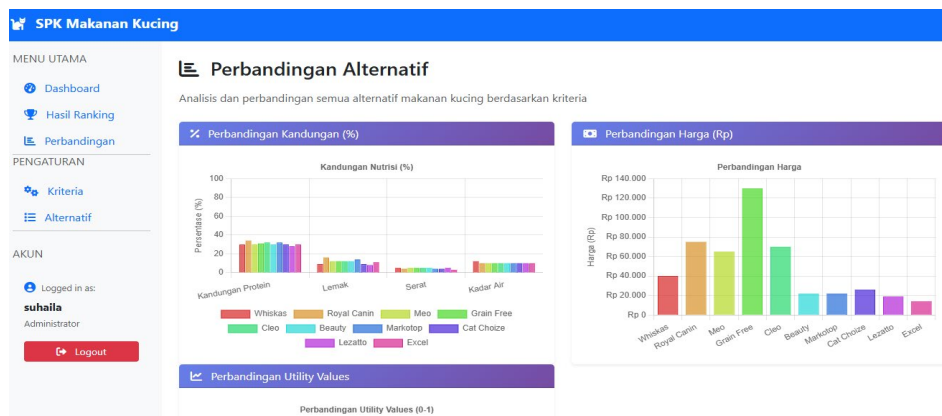 SPK Makanan Kucing
MENU UTAMA
Dashboard
Hasil Ranking
Perbandingan
PENGATURAN
Kriteria
Alternatif
AKUN
Logged in as:
suhaila
Administrator
Logout
Perbandingan Alternatif
Analisis dan perbandingan semua alternatif makanan kucing berdasarkan kriteria
Perbandingan Kandungan (%)
Kandungan Nutrisi (%)
Persentase (%)
100
80
60
40
20
0
Kandungan Protein Lemak Serat Kadar Air
Whiskas Royal Canin Meo Grain Free
Cleo Beauty Markotop Cat Choize
Lezatto Excel
Perbandingan Harga (Rp)
Perbandingan Harga
Harga (Rp)
Rp 140.000
Rp 120.000
Rp 100.000
Rp 80.000
Rp 60.000
Rp 40.000
Rp 20.000
Rp 0
Whiskas Royal Canin Meo Grain Free Cleo Beauty Markotop Cat Choize Lezatto Excel
Perbandingan Utility Values
Perbandingan Utility Values (0-1)